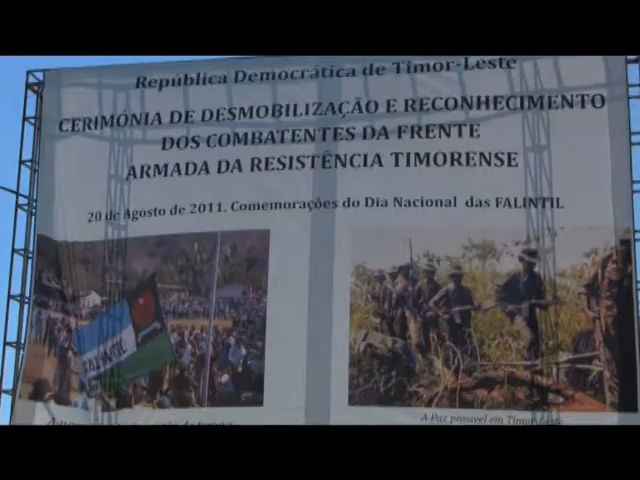 República Democrática de Timor-Leste
CERIMÓNIA DE DESMOBILIZAÇÃO E RECONHECIMENTO
DOS COMBATENTES DA FRENTE
ARMADA DA RESISTÊNCIA TIMORENSE
20 de Agosto de 2011. Comemorações do Dia Nacional das FALINTIL
FALINTIL
A Paz possível em Timor-Leste